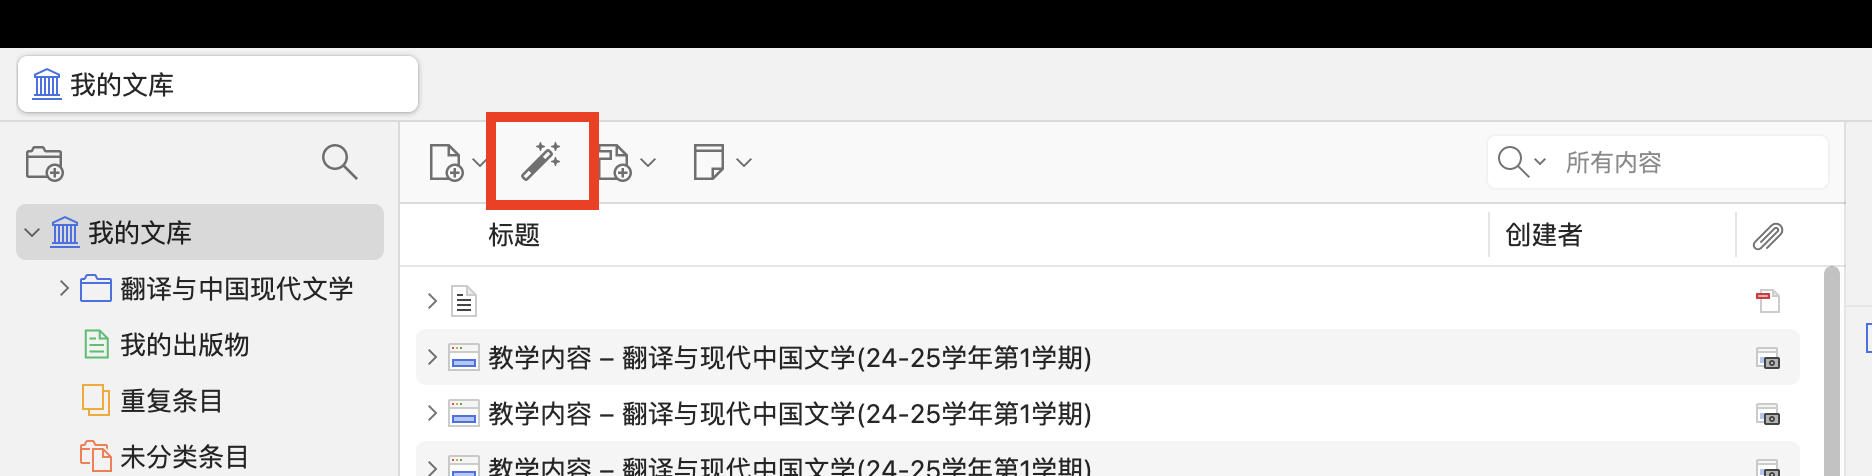 我的文库
所有内容
我的文库
标题
创建者
翻译与中国现代文学
我的出版物
教学内容 – 翻译与现代中国文学(24-25学年第1学期)
重复条目
教学内容 – 翻译与现代中国文学(24-25学年第1学期)
未分类条目
教学内容 – 翻译与现代中国文学(24-25学年第1学期)